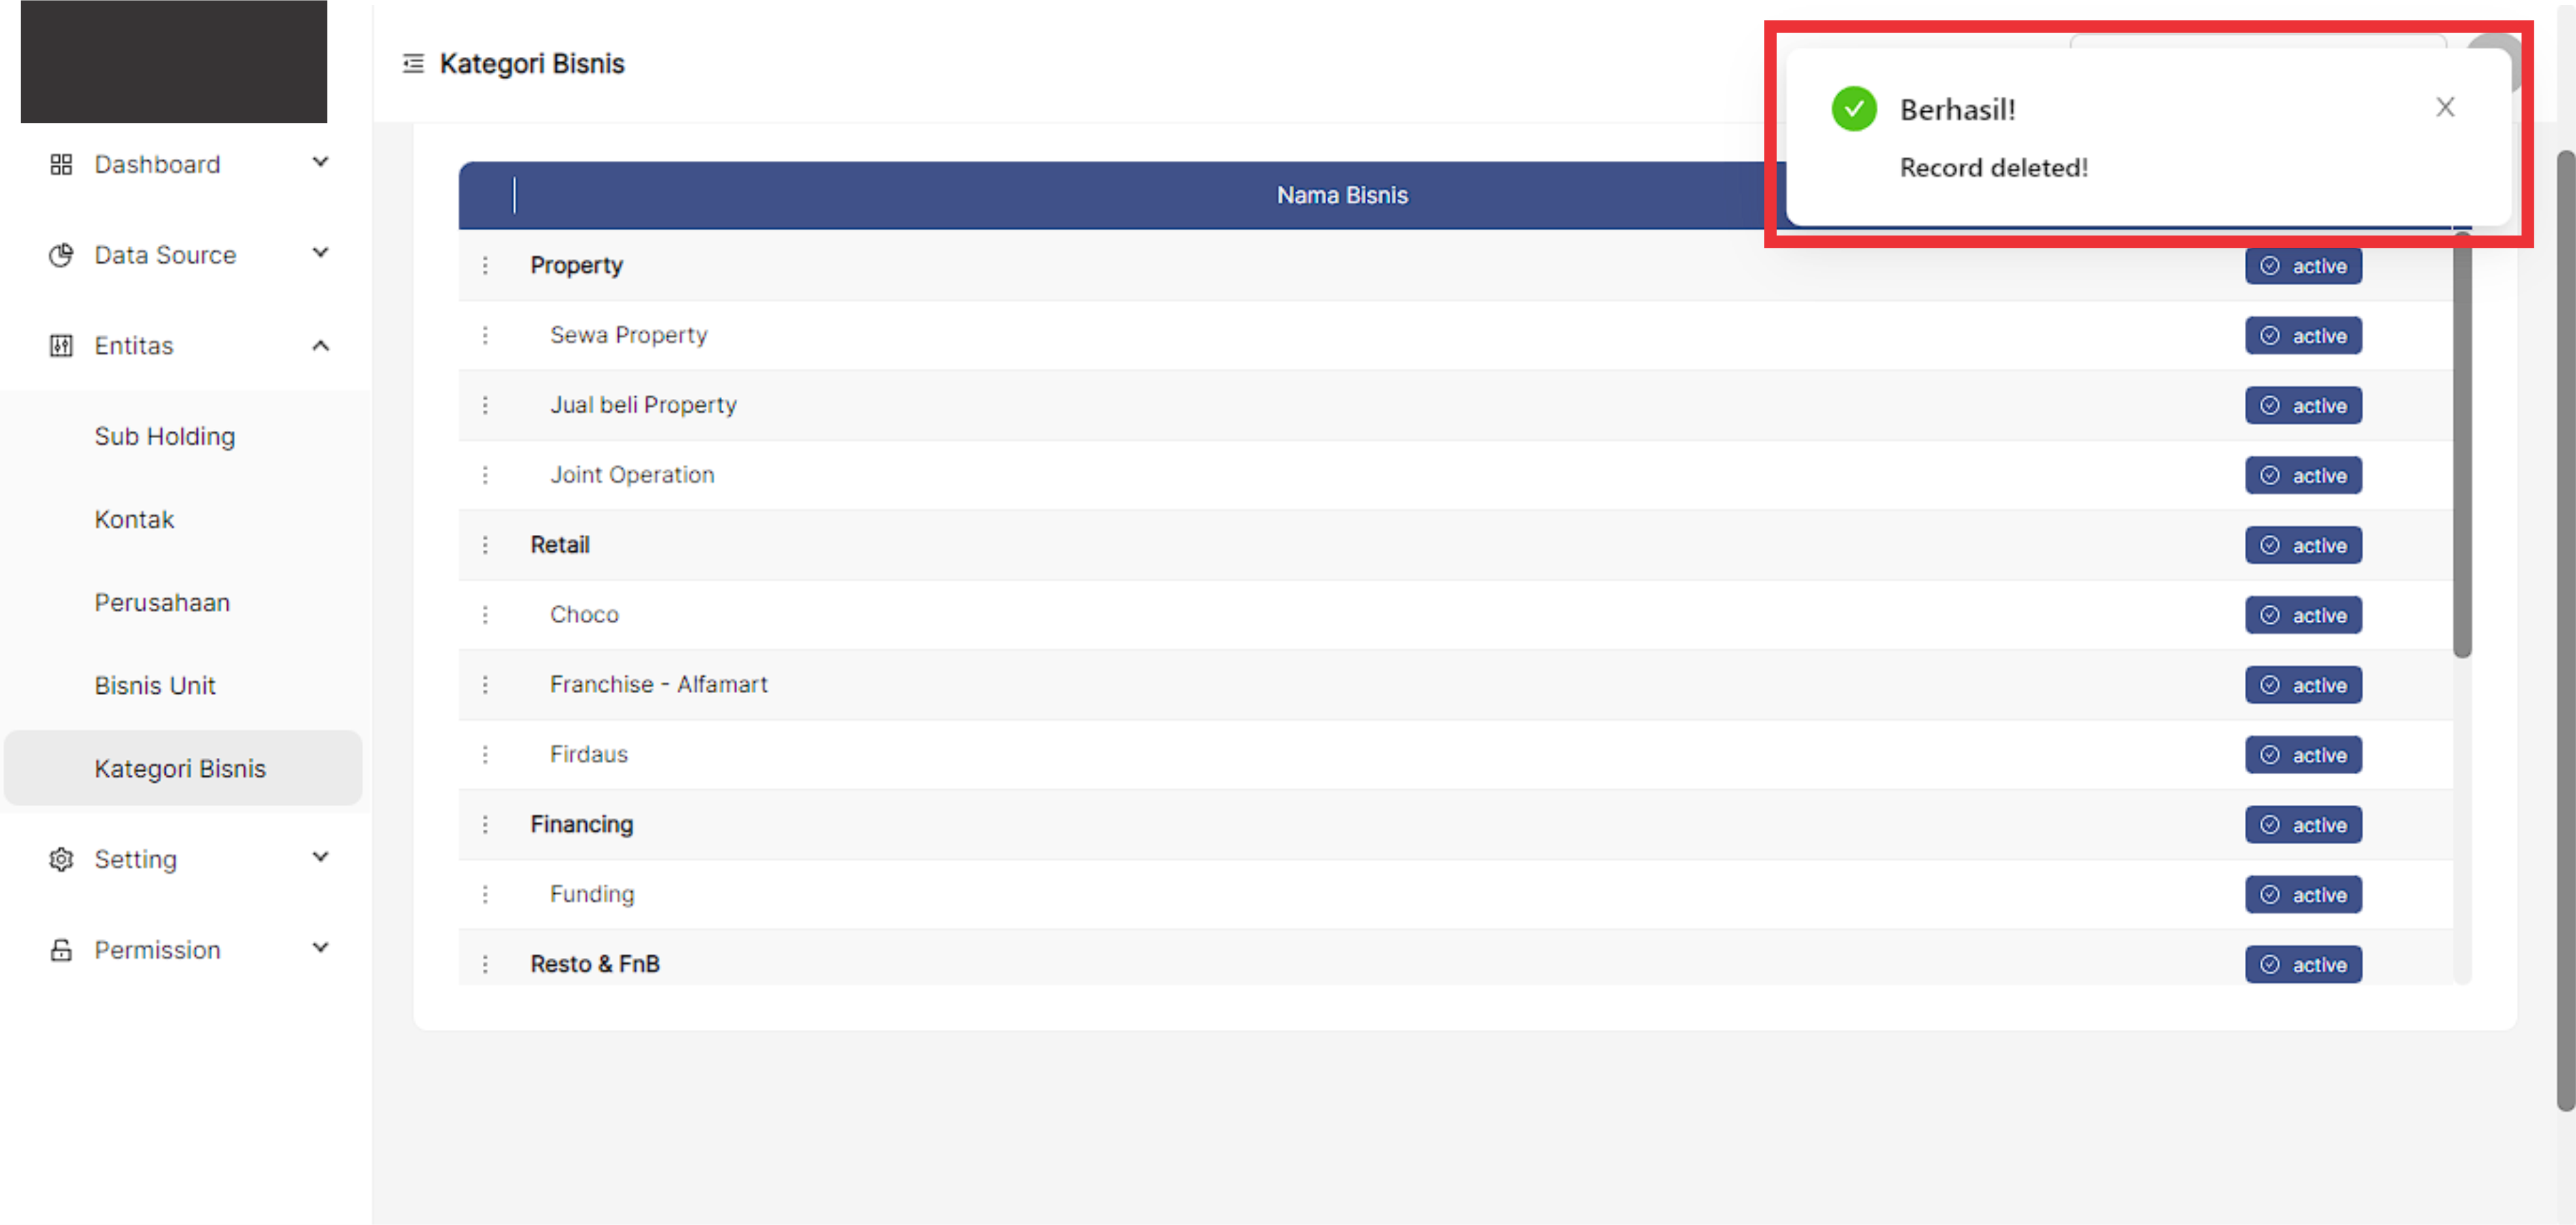 Kategori Bisnis
Berhasil!
Record deleted!
Dashboard
Data Source
Entitas
Sub Holding
Kontak
Perusahaan
Bisnis Unit
Kategori Bisnis
Setting
Permission
Nama Bisnis
Property active
Sewa Property active
Jual beli Property active
Joint Operation active
Retail active
Choco active
Franchise - Alfamart active
Firdaus active
Financing active
Funding active
Resto & FnB active